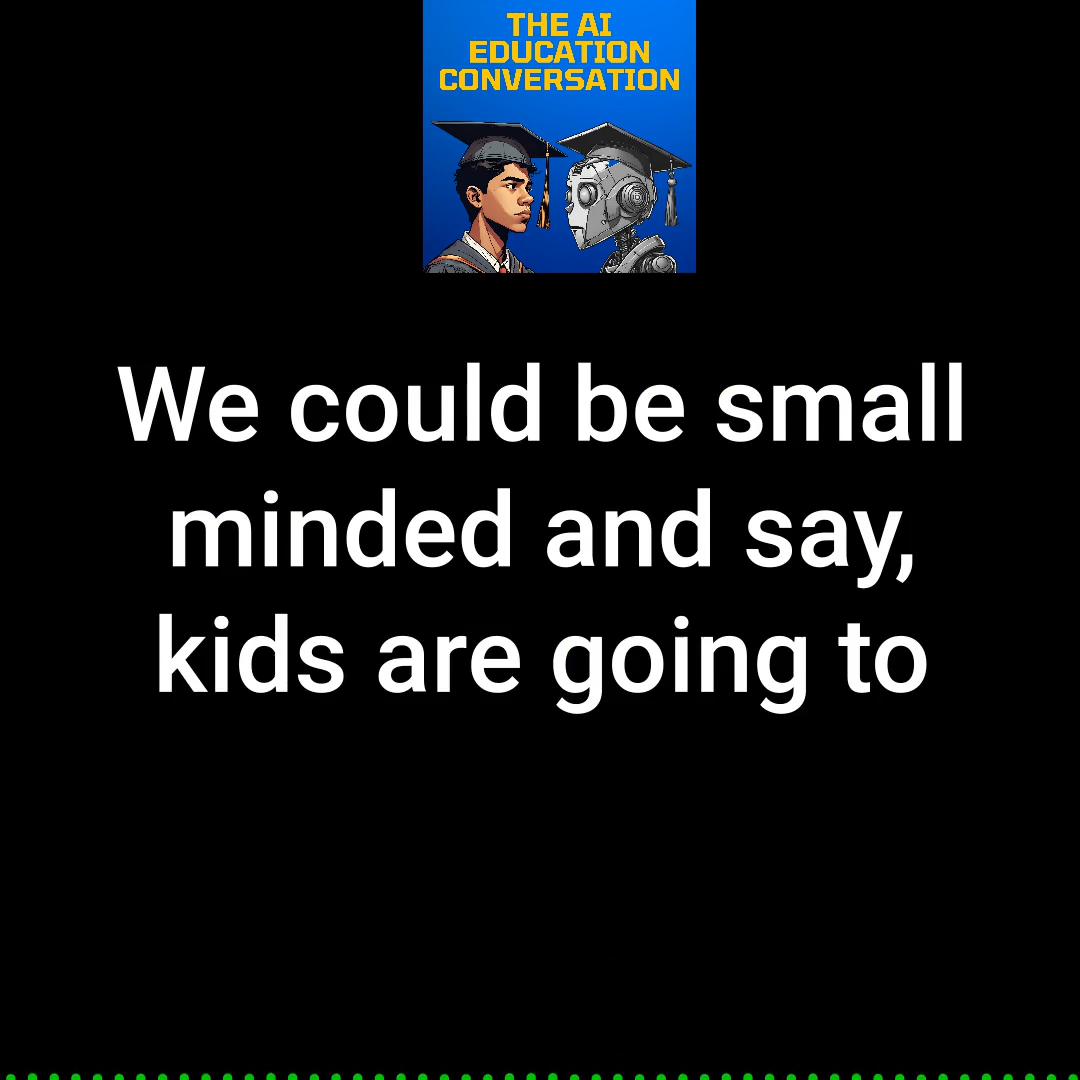 THE AI
EDUCATION
CONVERSATION
We could be small
minded and say,
kids are going to